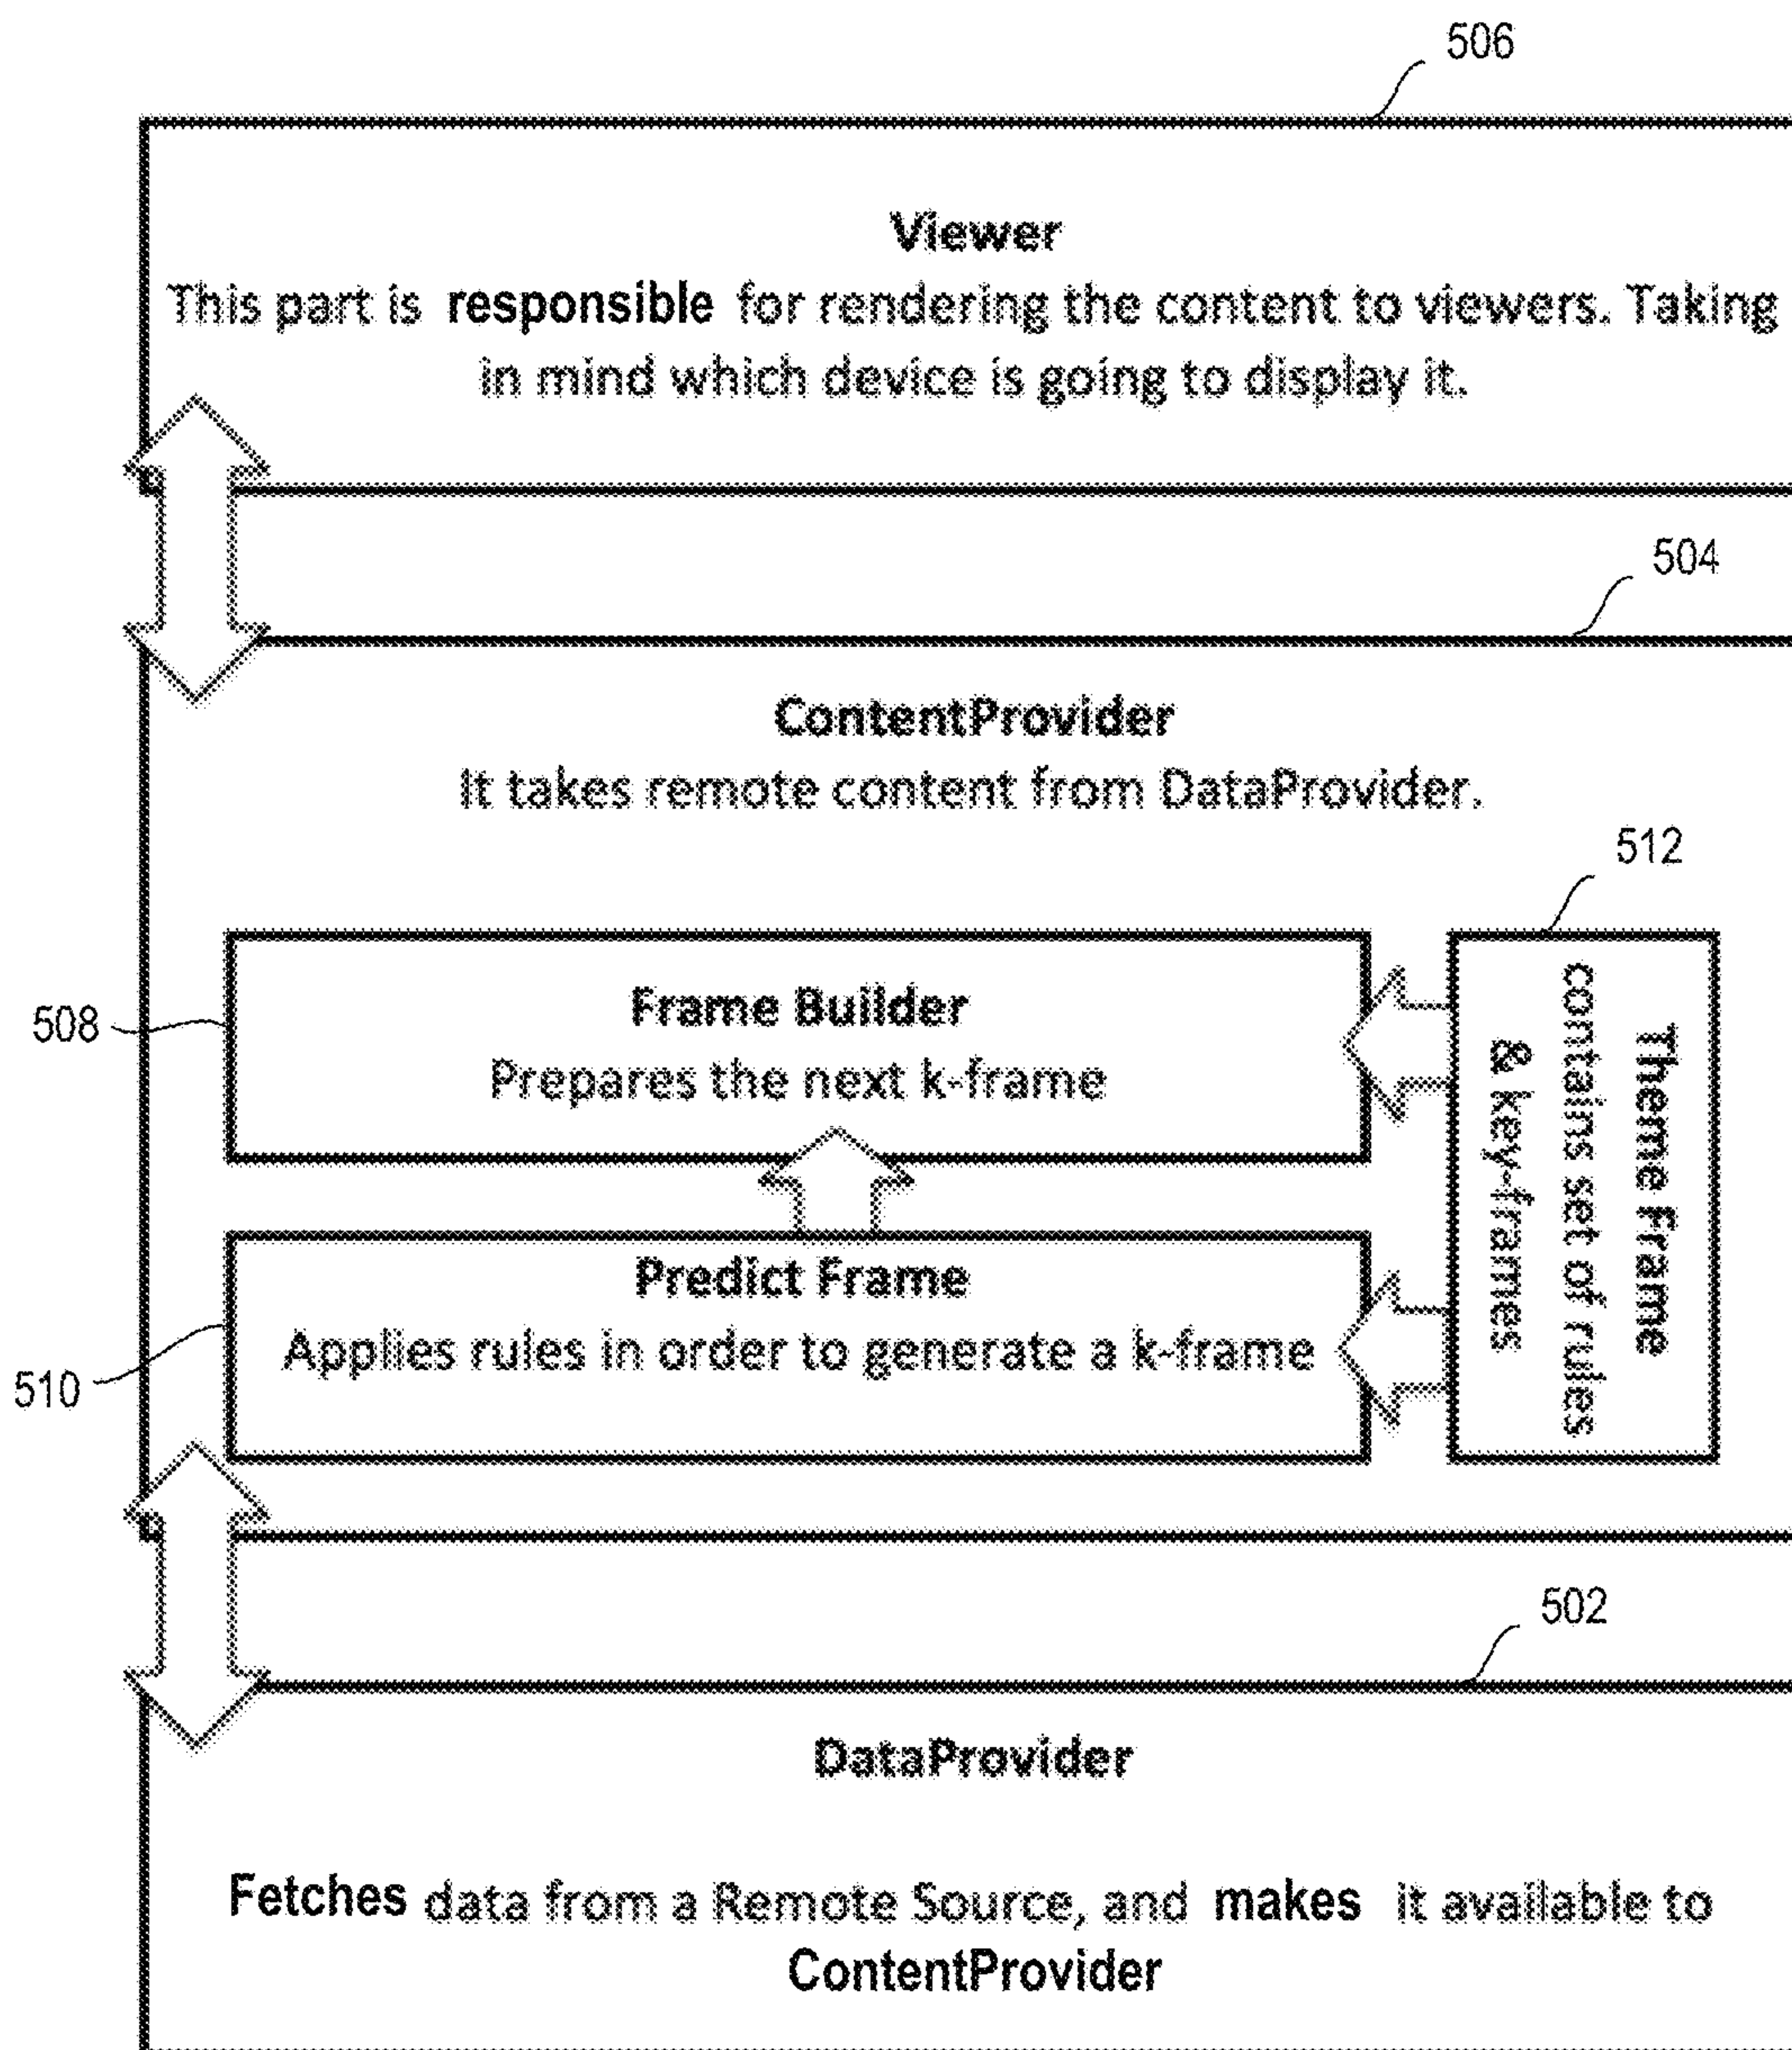 506
Viewer
This part is responsible for rendering the content to viewers. Taking
in mind which device is going to display it.
504
ContentProvider
It takes remote content from DataProvider.
512
508
Frame Builder
Prepares the next k-frame
Theme Frame
contains set of rules
& key-frames
510
Predict Frame
Applies rules in order to generate a k-frame
502
DataProvider
Fetches data from a Remote Source, and makes it available to
ContentProvider